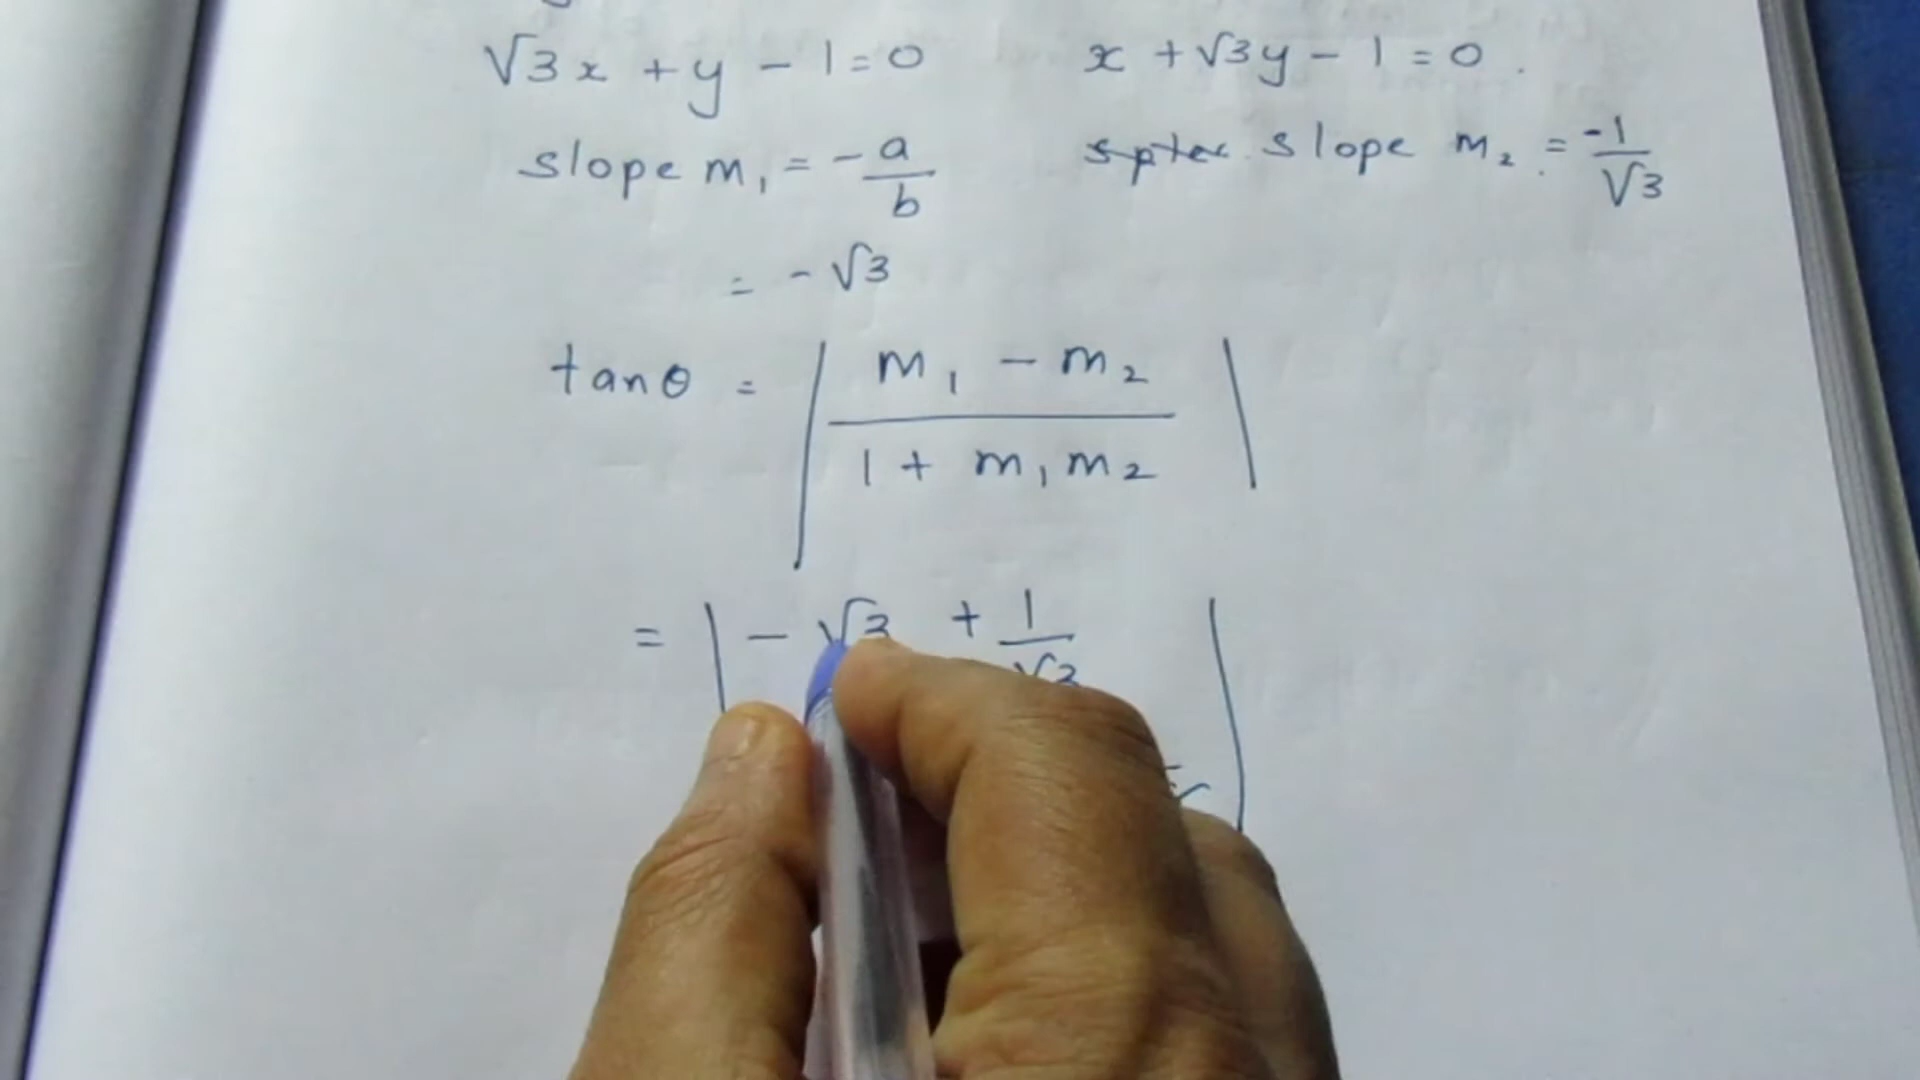 √3x + y - 1 = 0 x + √3y - 1 = 0
slope m₁ = -a/b slope m₂ = -1/√3
= -√3
tanθ = | (m₁ - m₂)/(1 + m₁m₂) |
= | -√3 + 1/√3 |